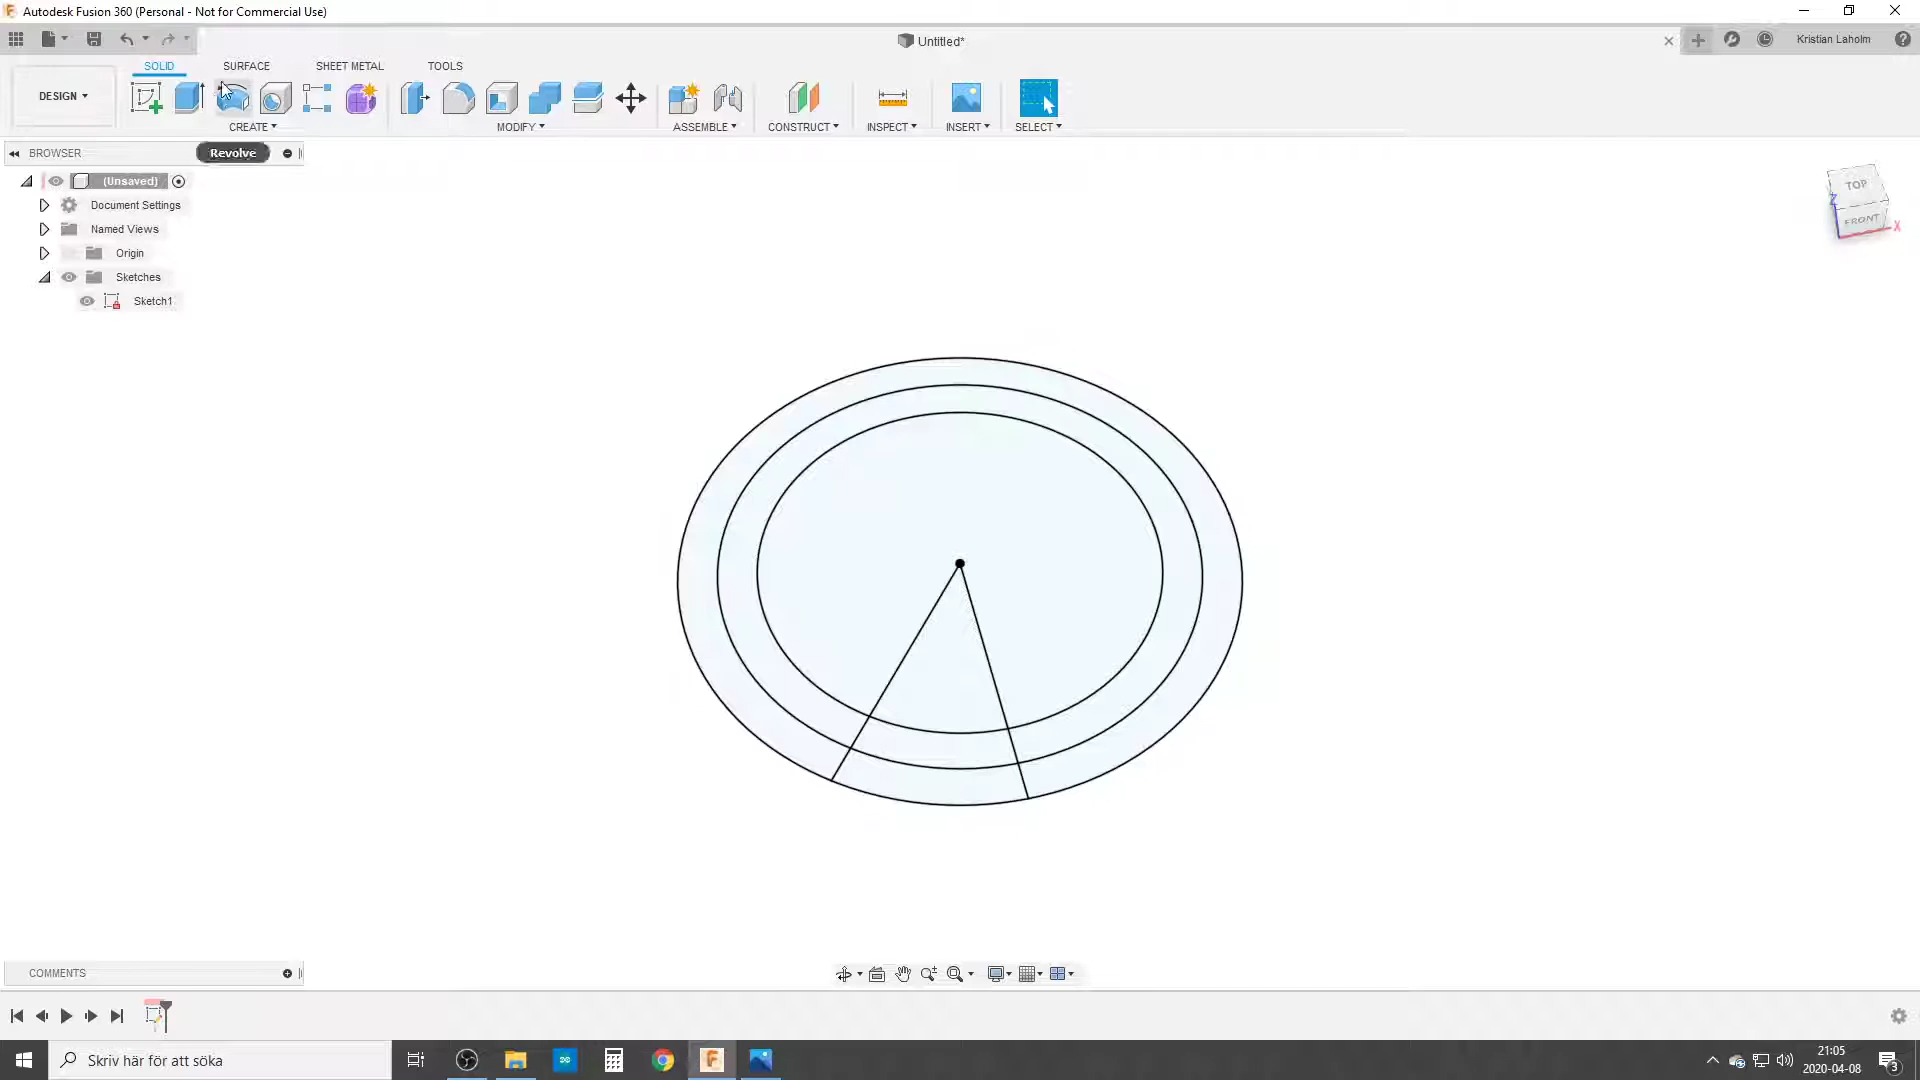 Autodesk Fusion 360 (Personal - Not for Commercial Use)
Untitled*
Kristian Laholm
SOLID
SURFACE
SHEET METAL
TOOLS
DESIGN
CREATE
MODIFY
ASSEMBLE
CONSTRUCT
INSPECT
INSERT
SELECT
BROWSER
Revolve
(Unsaved)
Document Settings
Named Views
Origin
Sketches
Sketch1
TOP
FRONT
Z
X
COMMENTS
Skriv här för att söka
21:05
2020-04-08
3